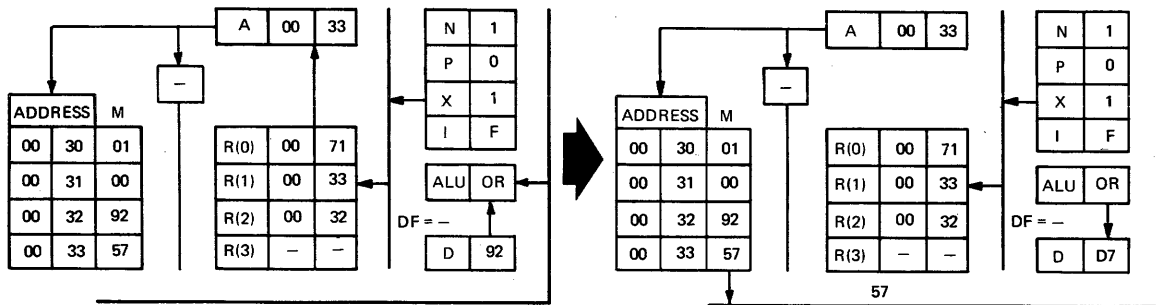 A 00 33
N 1
P 0
X 1
I F
–
ADDRESS M
00 30 01
00 31 00
00 32 92
00 33 57
R(0) 00 71
R(1) 00 33
R(2) 00 32
R(3) – –
ALU OR
DF = –
D 92
A 00 33
N 1
P 0
X 1
I F
–
ADDRESS M
00 30 01
00 31 00
00 32 92
00 33 57
R(0) 00 71
R(1) 00 33
R(2) 00 32
R(3) – –
ALU OR
DF = –
D D7
57